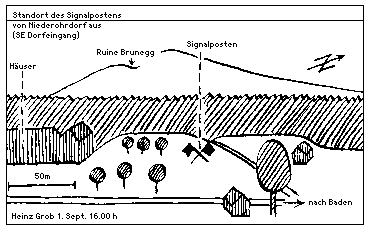 Standort des Signalpostens
von Niederohrdorf aus
(SE Dorfeingang)
Signalposten
Ruine Brunegg
Häuser
50m
nach Baden
Heinz Grob 1. Sept. 16.00 h